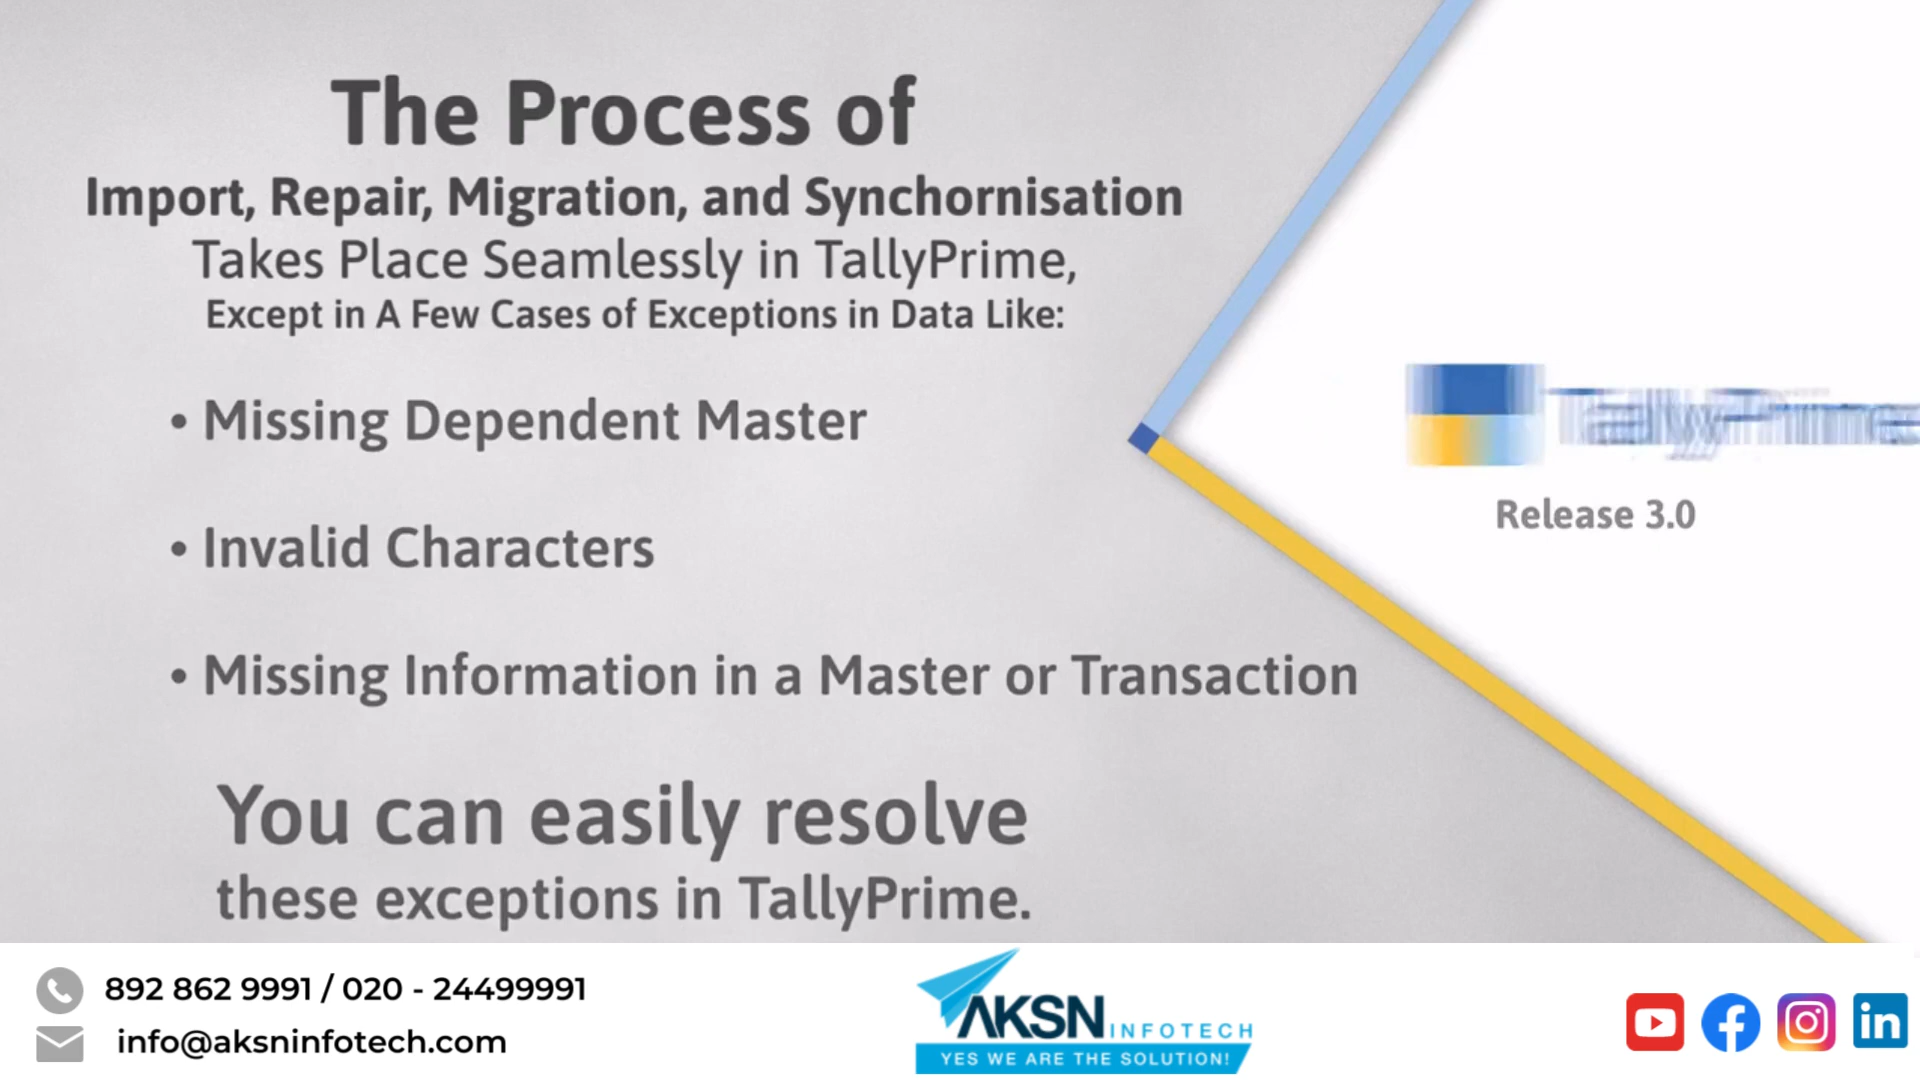 The Process of
Import, Repair, Migration, and Synchornisation
Takes Place Seamlessly in TallyPrime,
Except in A Few Cases of Exceptions in Data Like:
• Missing Dependent Master
• Invalid Characters
• Missing Information in a Master or Transaction
You can easily resolve
these exceptions in TallyPrime.
TallyPrime
Release 3.0
892 862 9991 / 020 - 24499991
info@aksninfotech.com
AKSN INFOTECH
YES WE ARE THE SOLUTION!
in